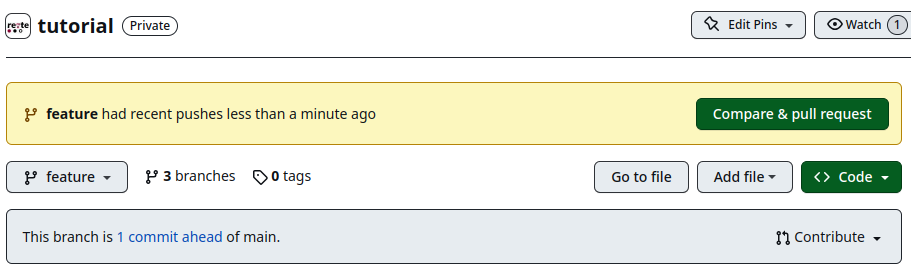 tutorial Private Edit Pins Watch 1
feature had recent pushes less than a minute ago Compare & pull request
feature 3 branches 0 tags Go to file Add file Code
This branch is 1 commit ahead of main. Contribute